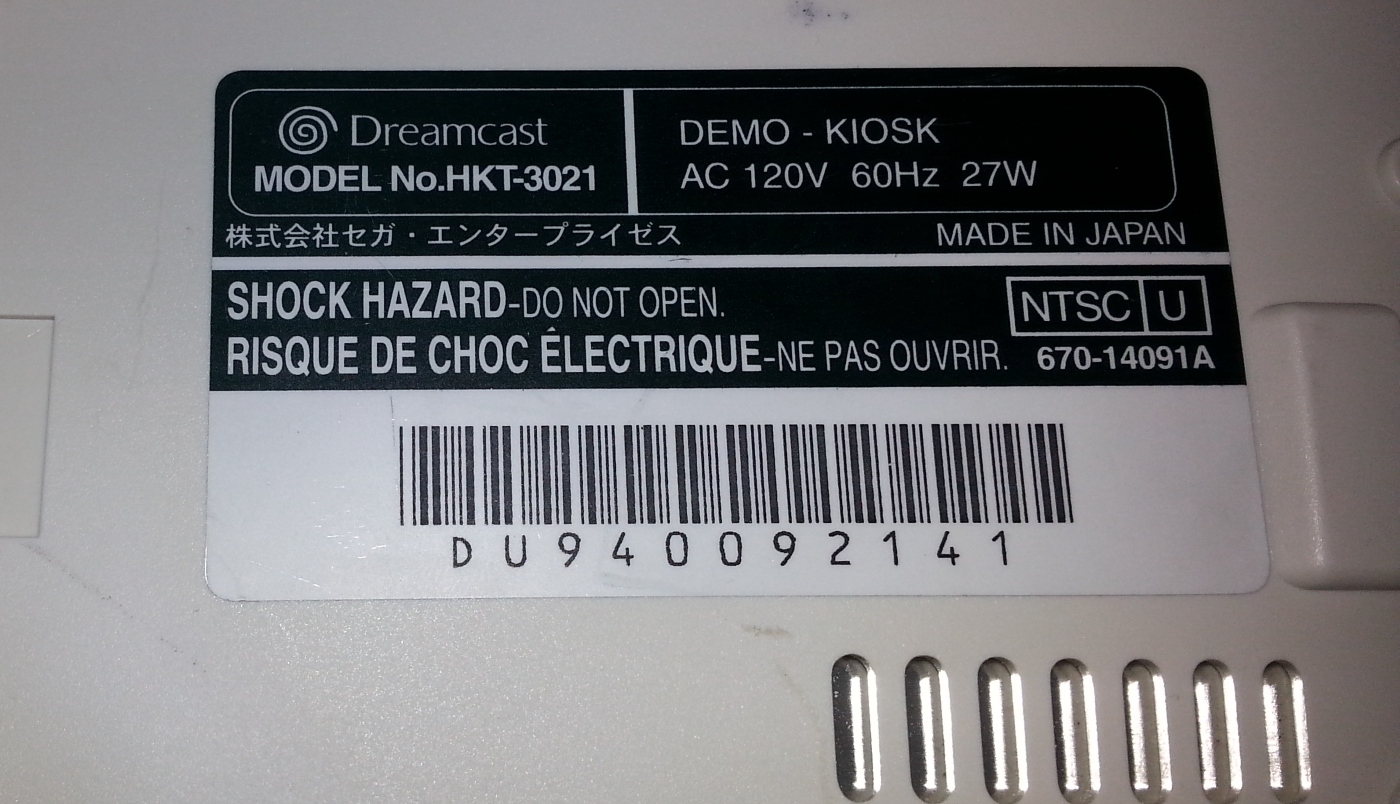 Dreamcast
MODEL No.HKT-3021
DEMO - KIOSK
AC 120V 60Hz 27W
株式会社セガ・エンタープライゼス
MADE IN JAPAN
SHOCK HAZARD-DO NOT OPEN.
RISQUE DE CHOC ÉLECTRIQUE-NE PAS OUVRIR.
NTSC U
670-14091A
DU940092141